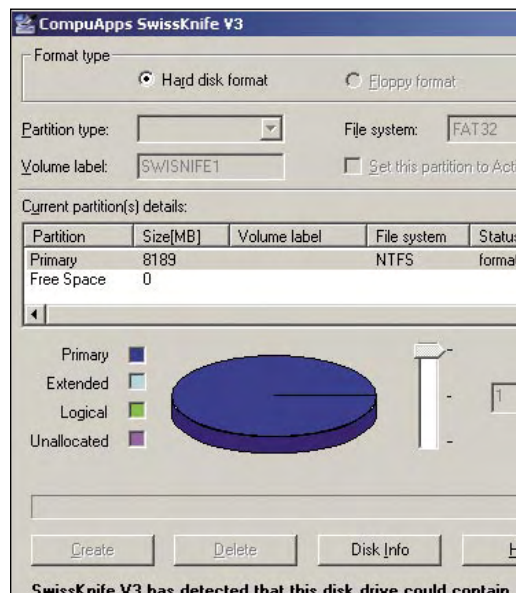 CompuApps SwissKnife V3
Format type
Hard disk format Floppy format
Partition type: File system: FAT32
Volume label: SWISNIFE1 Set this partition to Acti
Current partition(s) details:
Partition Size[MB] Volume label File system Status
Primary 8189 NTFS format
Free Space 0
Primary
Extended
Logical
Unallocated
1
Create Delete Disk Info H
SwissKnife V3 has detected that this disk drive could contain